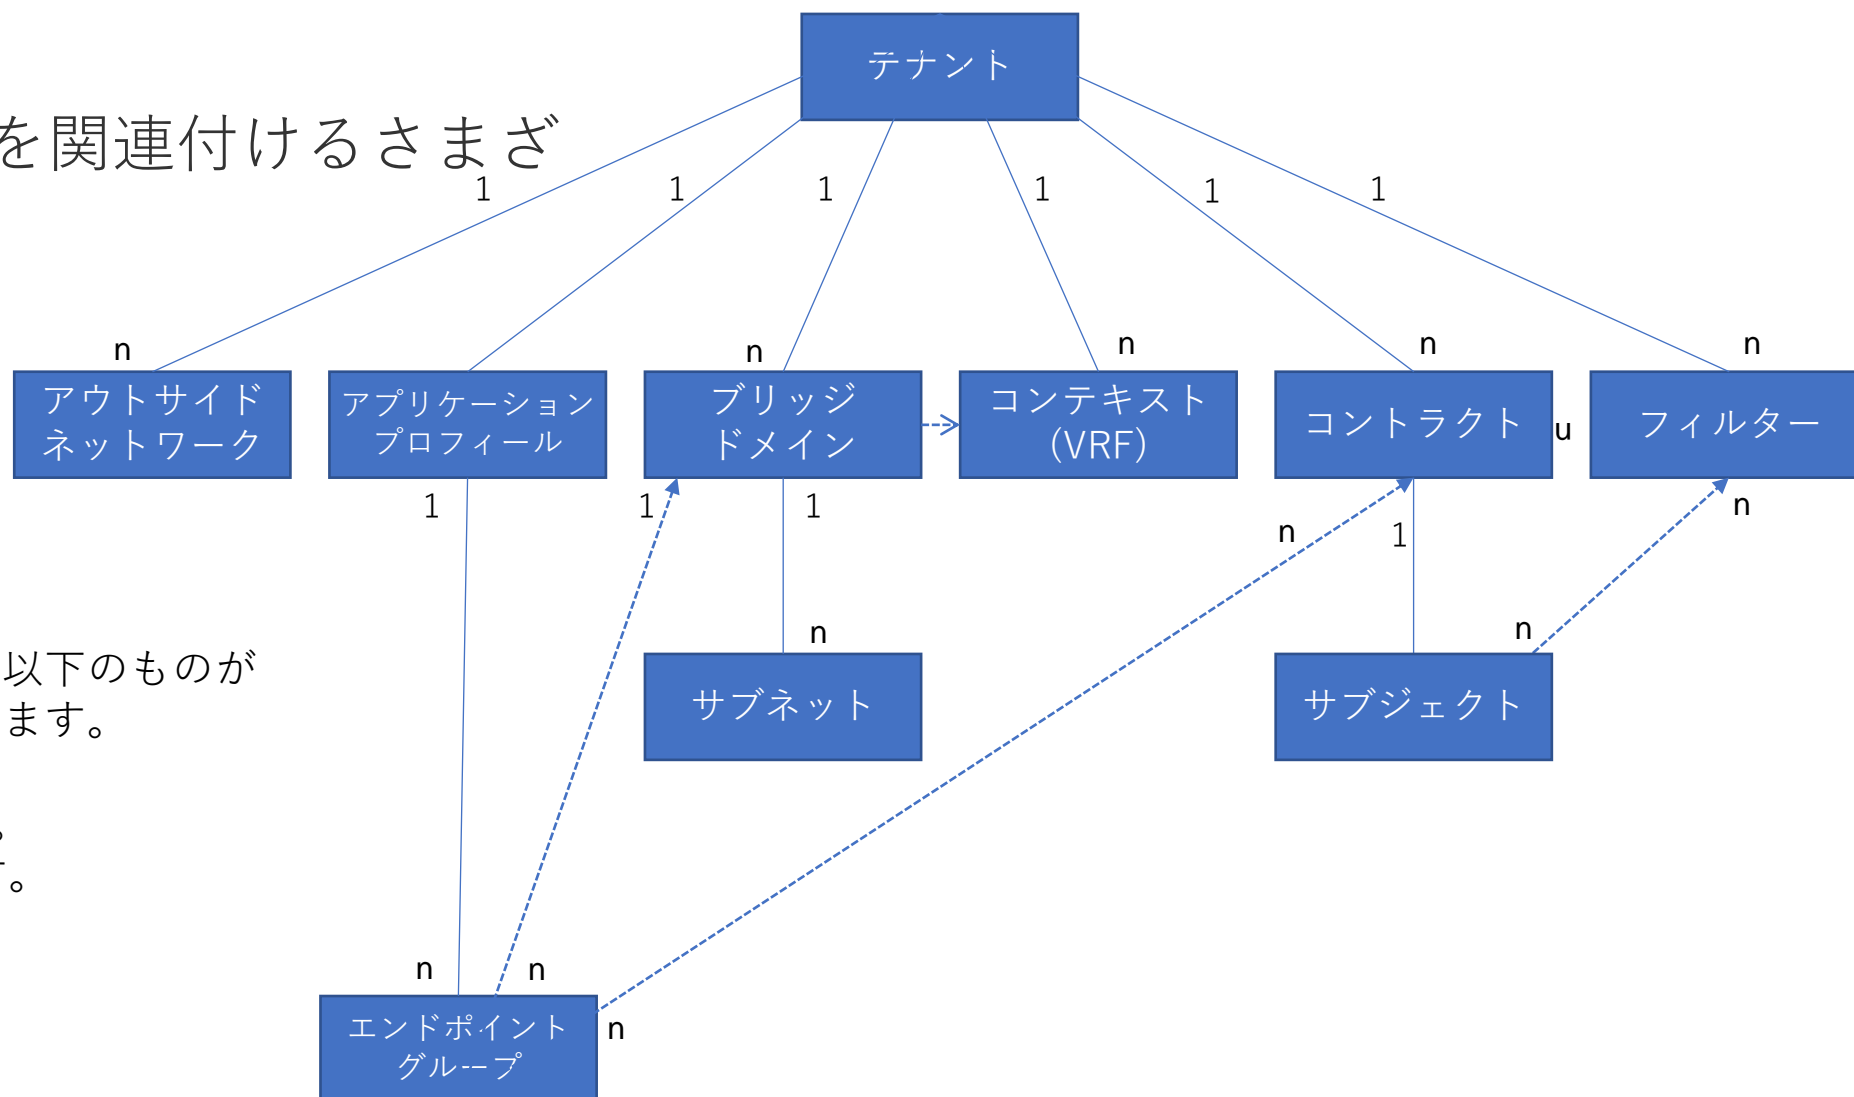 テナント
を関連付けるさまざ
1 1 1 1 1 1
n n n n n
アウトサイド
ネットワーク
アプリケーション
プロフィール
ブリッジ
ドメイン
コンテキスト
(VRF)
コントラクト
u
フィルター
1 1 1 n 1 n
n n
以下のものが
ます。
サブネット
サブジェクト
。
n n
エンドポイント
グループ
n